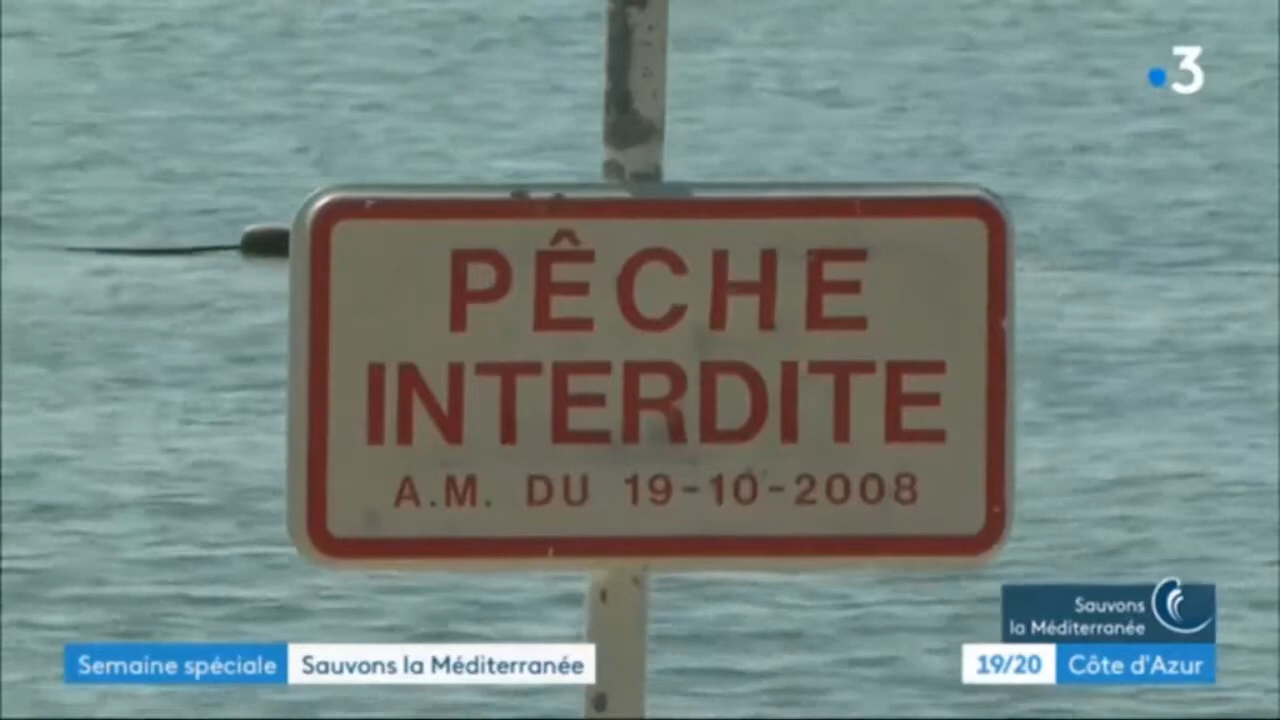 3
PÊCHE
INTERDITE
A.M. DU 19-10-2008
Sauvons
la Méditerranée
Semaine spéciale Sauvons la Méditerranée
19/20 Côte d'Azur